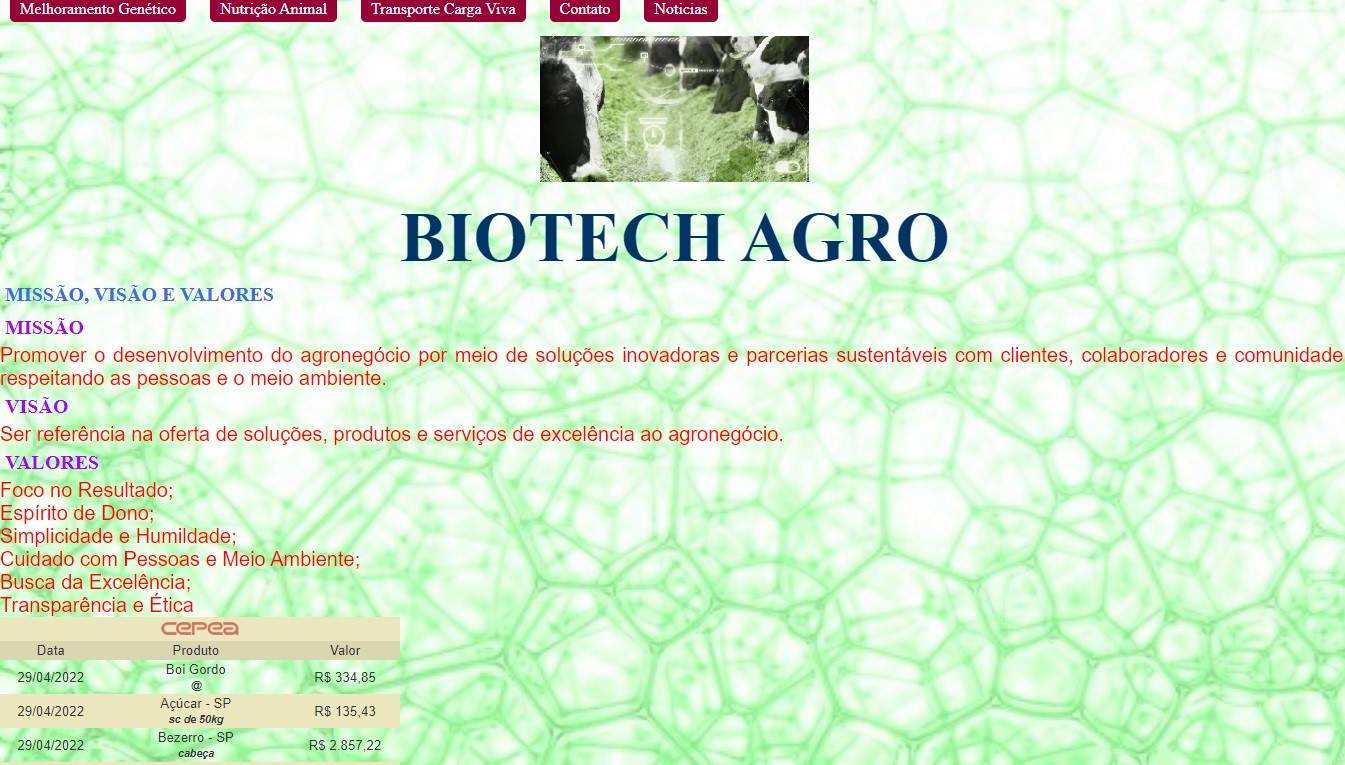 Melhoramento Genético Nutrição Animal Transporte Carga Viva Contato Noticias
BIOTECH AGRO
MISSÃO, VISÃO E VALORES
MISSÃO
Promover o desenvolvimento do agronegócio por meio de soluções inovadoras e parcerias sustentáveis com clientes, colaboradores e comunidade
respeitando as pessoas e o meio ambiente.
VISÃO
Ser referência na oferta de soluções, produtos e serviços de excelência ao agronegócio.
VALORES
Foco no Resultado;
Espírito de Dono;
Simplicidade e Humildade;
Cuidado com Pessoas e Meio Ambiente;
Busca da Excelência;
Transparência e Ética
cepea
Data Produto Valor
29/04/2022 Boi Gordo @ R$ 334,85
29/04/2022 Açúcar - SP sc de 50kg R$ 135,43
29/04/2022 Bezerro - SP cabeça R$ 2.857,22